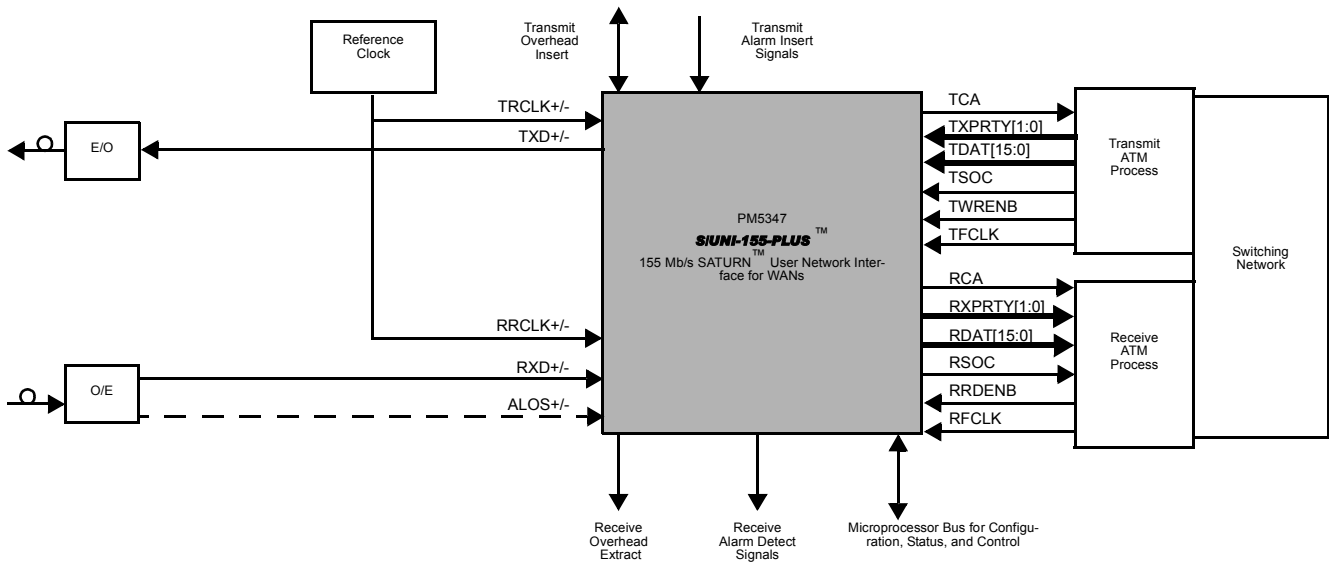 Transmit
Overhead
Insert
Transmit
Alarm Insert
Signals
Reference
Clock
TRCLK+/-
TXD+/-
E/O
TCA
TXPRTY[1:0]
TDAT[15:0]
TSOC
TWRENB
TFCLK
Transmit
ATM
Process
PM5347
S/UNI-155-PLUS ™
155 Mb/s SATURN™ User Network Inter-
face for WANs
Switching
Network
RRCLK+/-
RXD+/-
ALOS+/-
O/E
RCA
RXPRTY[1:0]
RDAT[15:0]
RSOC
RRDENB
RFCLK
Receive
ATM
Process
Receive
Overhead
Extract
Receive
Alarm Detect
Signals
Microprocessor Bus for Configu-
ration, Status, and Control